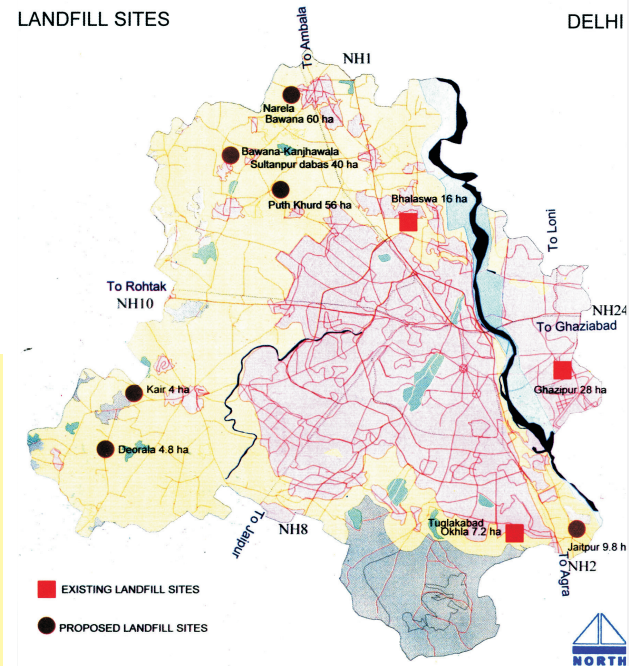 LANDFILL SITES
DELHI
To Ambala
NH1
Narela
Bawana 60 ha
Bawana-Kanjhawala
Sultanpur dabas 40 ha
Puth Khurd 56 ha
Bhalaswa 16 ha
To Loni
To Rohtak
NH10
NH24
To Ghaziabad
Kair 4 ha
Ghazipur 28 ha
Deorala 4.8 ha
To Jaipur
NH8
Tuglakabad
Okhla 7.2 ha
Jaitpur 9.8 h
NH2
To Agra
EXISTING LANDFILL SITES
PROPOSED LANDFILL SITES
NORTH